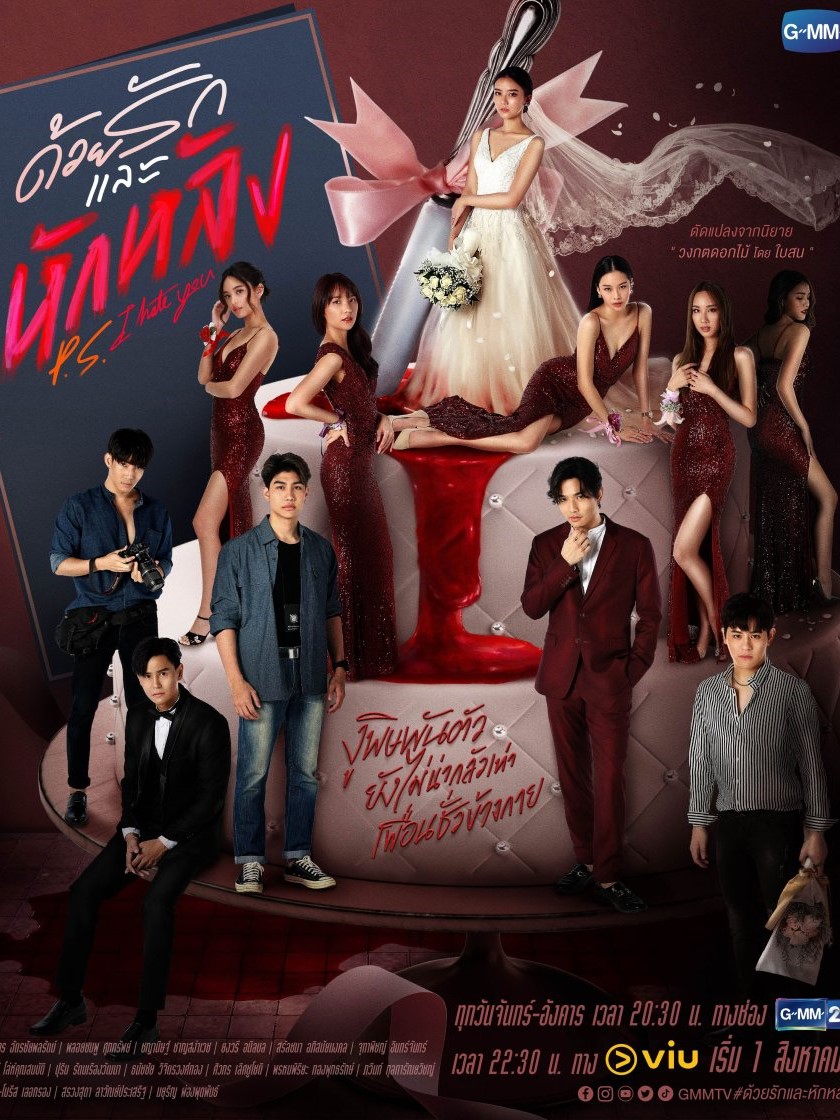 GMM
ด้วยรัก
และ
หักหลัง
P.S. I hate you
ดัดแปลงจากนิยาย
" วงกตดอกไม้ โดย ใบสน "
งูพิษพันตัว
ยังไม่น่ากลัวเท่า
เพื่อนชั่วข้างกาย
ทุกวันจันทร์-อังคาร เวลา 20:30 น. ทางช่อง GMM 2
เวลา 22:30 น. ทาง viu เริ่ม 1 สิงหาคม
GMMTV #ด้วยรักและหักห